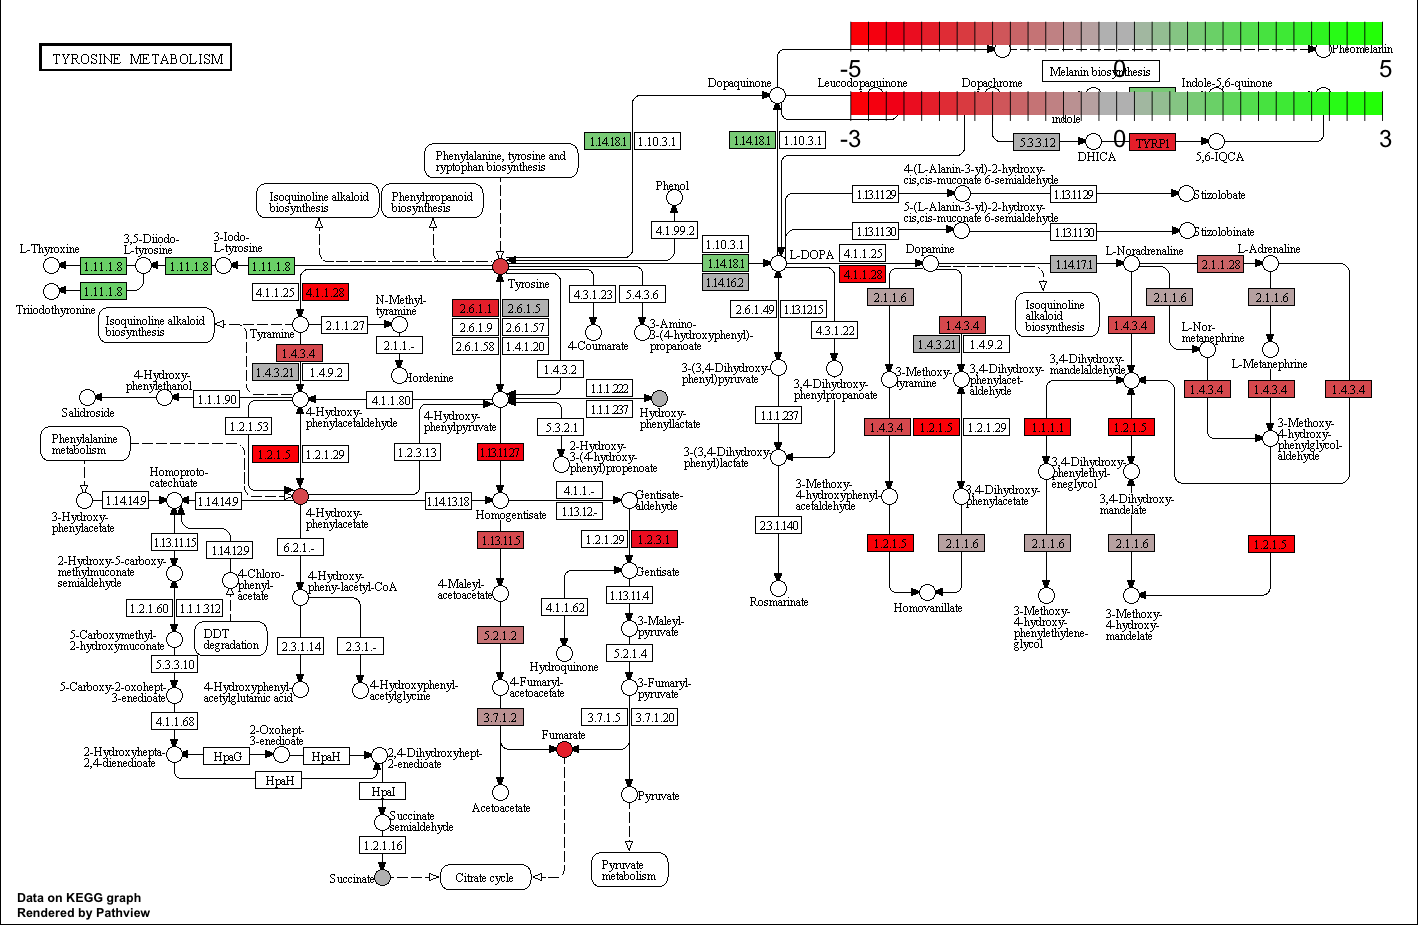 TYROSINE METABOLISM
-5
0
5
-3
0
3
Pheomelanin
Melanin biosynthesis
Dopaquinone
Leucodopaquinone
Dopachrome
Indole-5,6-quinone
indole
1.14.18.1
1.10.3.1
1.14.18.1
1.10.3.1
5.3.3.12
TYRP1
DHICA
5,6-IQCA
Phenylalanine, tyrosine and
ryptophan biosynthesis
Isoquinoline alkaloid
biosynthesis
Phenylpropanoid
biosynthesis
Phenol
4-(L-Alanin-3-yl)-2-hydroxy-
cis,cis-muconate 6-semialdehyde
1.13.1129
1.13.1129
Stizolobate
5-(L-Alanin-3-yl)-2-hydroxy-
cis,cis-muconate 6-semialdehyde
1.13.1130
1.13.1130
Stizolobinate
4.1.99.2
1.10.3.1
L-Thyroxine
3,5-Diiodo-
L-tyrosine
3-Iodo-
L-tyrosine
1.11.1.8
1.11.1.8
1.11.1.8
1.14.18.1
1.14.16.2
L-DOPA
4.1.1.25
4.1.1.28
Dopamine
1.14.17.1
L-Noradrenaline
2.1.1.28
L-Adrenaline
1.11.1.8
Triiodothyronine
Tyrosine
4.1.1.25
4.1.1.28
N-Methyl-
tyramine
2.6.1.1
2.6.1.5
4.3.1.23
5.4.3.6
2.6.1.49
1.13.1215
2.1.1.6
2.1.1.6
2.1.1.6
Isoquinoline alkaloid
biosynthesis
Tyramine
2.1.1.27
2.6.1.9
2.6.1.57
2.6.1.58
1.4.1.20
4-Coumarate
3-Amino-
3-(4-hydroxyphenyl)-
propanoate
4.3.1.22
Isoquinoline
alkaloid
biosynthesis
1.4.3.4
1.4.3.21
1.4.9.2
1.4.3.4
L-Nor-
metanephrine
L-Metanephrine
2.1.1.-
Hordenine
1.4.3.4
1.4.3.21
1.4.9.2
1.4.3.2
3-(3,4-Dihydroxy-
phenyl)pyruvate
3,4-Dihydroxy-
phenylpropanoate
3-Methoxy-
tyramine
3,4-Dihydroxy-
phenylacet-
aldehyde
3,4-Dihydroxy-
mandelaldehyde
1.4.3.4
1.4.3.4
1.4.3.4
4-Hydroxy-
phenylethanol
Salidroside
1.1.1.90
4-Hydroxy-
phenylacetaldehyde
4.1.1.80
4-Hydroxy-
phenylpyruvate
1.1.1.222
1.1.1.237
Hydroxy-
phenyllactate
1.1.1.237
1.4.3.4
1.2.1.5
1.2.1.29
1.1.1.1
1.2.1.5
3-Methoxy-
4-hydroxy-
phenylglycol-
aldehyde
Phenylalanine
metabolism
1.2.1.53
1.2.1.5
1.2.1.29
1.2.3.13
1.13.1127
5.3.2.1
2-Hydroxy-
3-(4-hydroxy-
phenyl)propenoate
3-(3,4-Dihydroxy-
phenyl)lactate
3,4-Dihydroxy-
phenylethyl-
eneglycol
3,4-Dihydroxy-
mandelate
Homoproto-
catechuate
3-Hydroxy-
phenylacetate
1.14.14.9
1.14.14.9
4-Hydroxy-
phenylacetate
1.14.13.18
Homogentisate
4.1.1.-
1.13.12.-
Gentisate-
aldehyde
3-Methoxy-
4-hydroxyphenyl-
acetaldehyde
3,4-Dihydroxy-
phenylacetate
2.3.1.140
1.13.11.15
1.14.129
6.2.1.-
1.13.11.5
1.2.1.29
1.2.3.1
1.2.1.5
2.1.1.6
2.1.1.6
2.1.1.6
1.2.1.5
2-Hydroxy-5-carboxy-
methylmuconate
semialdehyde
4-Chloro-
phenyl-
acetate
4-Hydroxy-
pheny-lacetyl-CoA
4-Maleyl-
acetoacetate
Gentisate
Rosmarinate
Homovanillate
3-Methoxy-
4-hydroxy-
phenylethylene-
glycol
3-Methoxy-
4-hydroxy-
mandelate
1.2.1.60
1.1.1.312
4.1.1.62
1.13.11.4
5-Carboxymethyl-
2-hydroxymuconate
DDT
degradation
2.3.1.14
2.3.1.-
5.2.1.2
3-Maleyl-
pyruvate
5.3.3.10
Hydroquinone
5.2.1.4
5-Carboxy-2-oxohept-
3-enedioate
4-Hydroxyphenyl-
acetylglutamic acid
4-Hydroxyphenyl-
acetylglycine
4-Fumaryl-
acetoacetate
3-Fumaryl-
pyruvate
4.1.1.68
3.7.1.2
3.7.1.5
3.7.1.20
2-Oxohept-
3-enedioate
Fumarate
2-Hydroxyhepta-
2,4-dienedioate
HpaG
HpaH
2,4-Dihydroxyhept-
2-enedioate
HpaH
HpaI
Acetoacetate
Pyruvate
Succinate
semialdehyde
1.2.1.16
Succinate
Citrate cycle
Pyruvate
metabolism
Data on KEGG graph
Rendered by Pathview